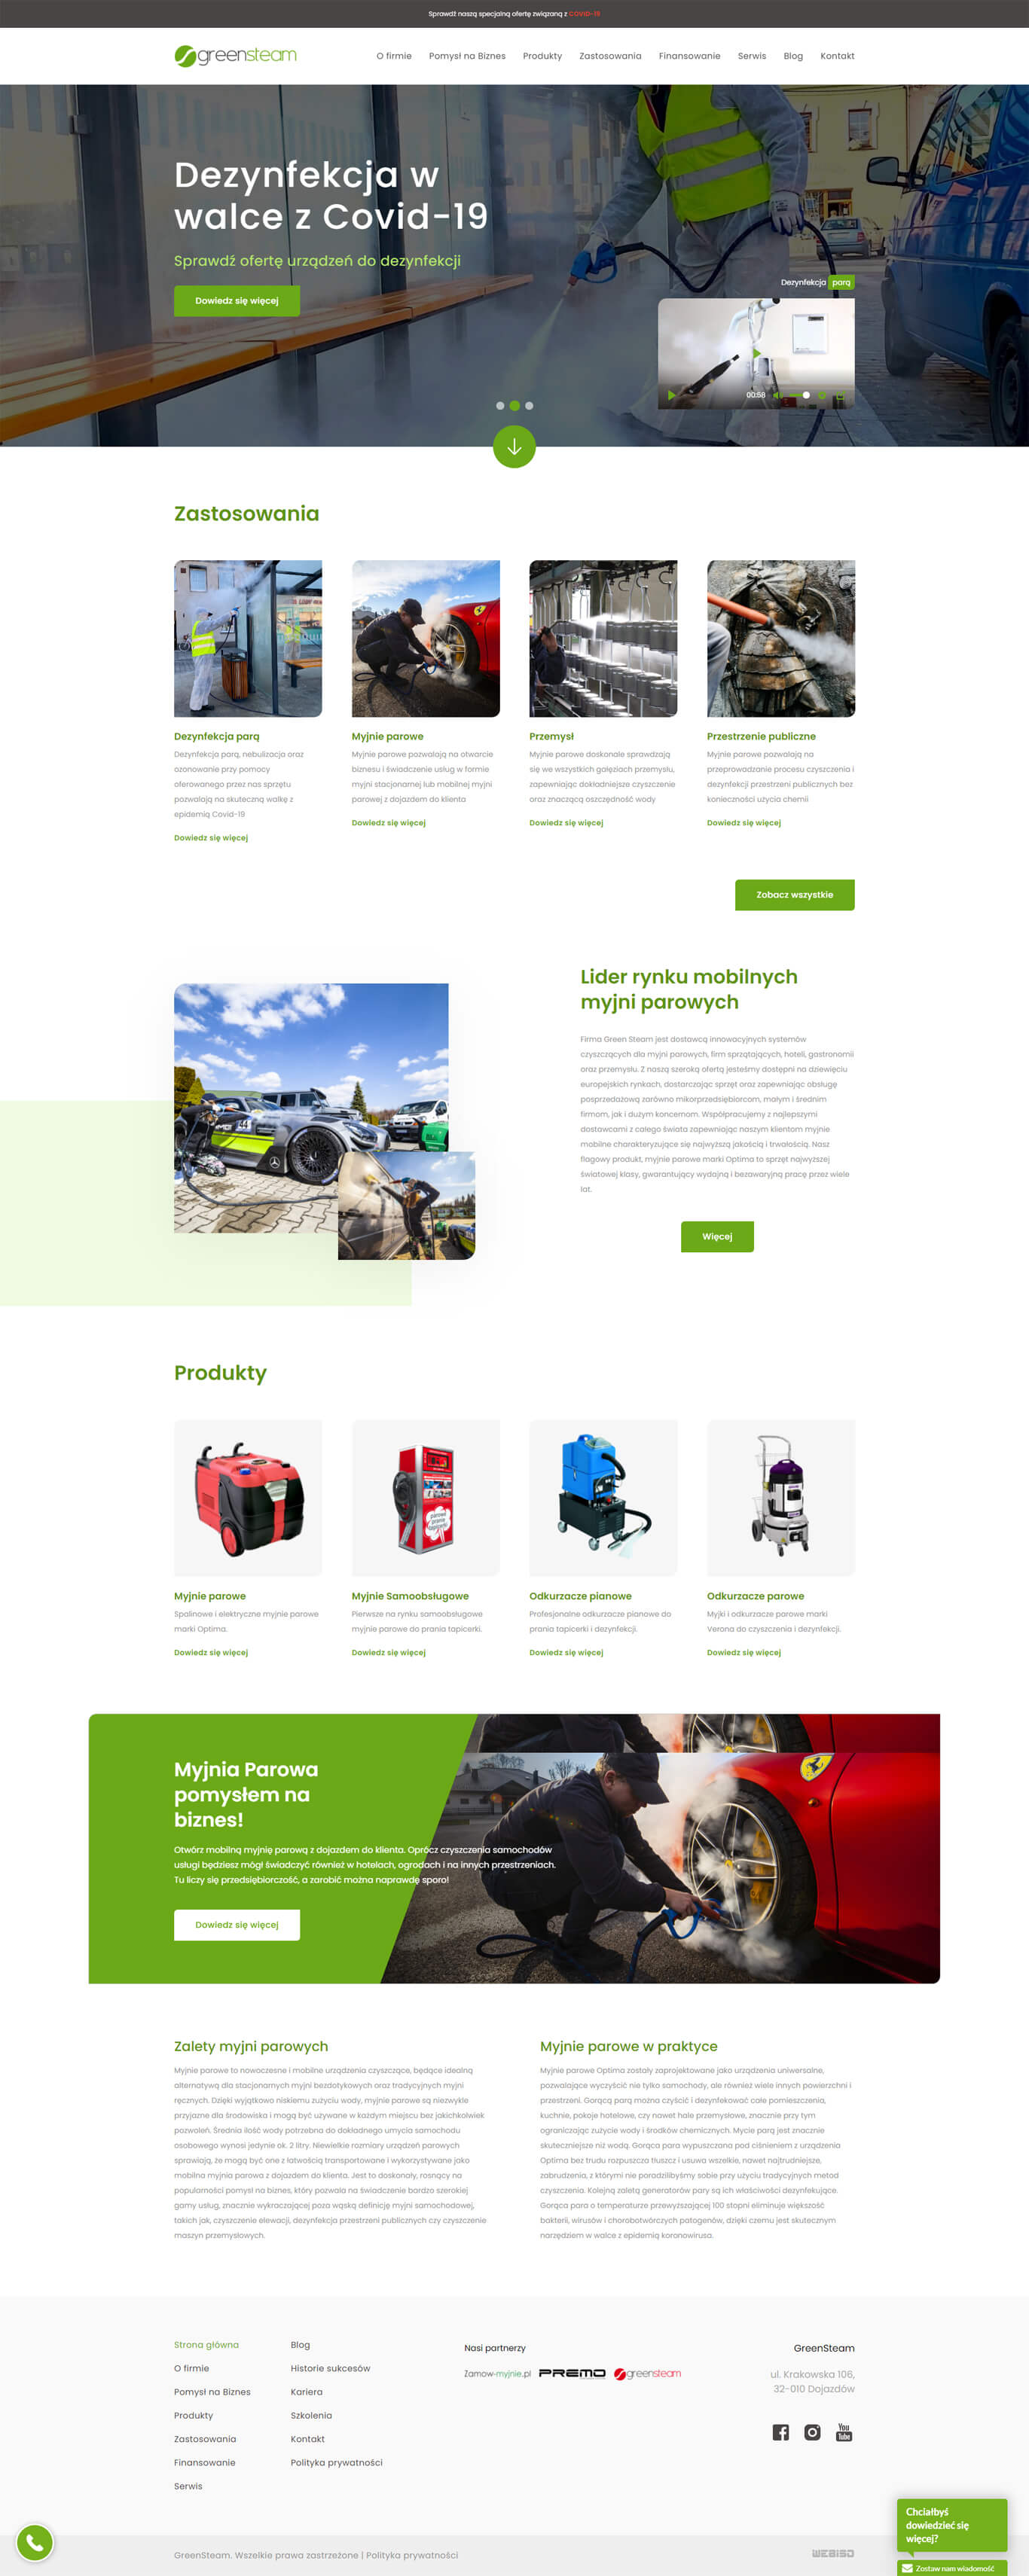 Sprawdź naszą specjalną ofertę związaną z COVID-19
greensteam
O firmie Pomysł na Biznes Produkty Zastosowania Finansowanie Serwis Blog Kontakt
Dezynfekcja w
walce z Covid-19
Sprawdź ofertę urządzeń do dezynfekcji
Dowiedz się więcej
Dezynfekcja parą
00:58
Zastosowania
Dezynfekcja parą
Dezynfekcja parą, nebulizacja oraz
ozonowanie przy pomocy
oferowanego przez nas sprzętu
pozwalają na skuteczną walkę z
epidemią Covid-19
Dowiedz się więcej
Myjnie parowe
Myjnie parowe pozwalają na otwarcie
biznesu i świadczenie usług w formie
myjni stacjonarnej lub mobilnej myjni
parowej z dojazdem do klienta
Dowiedz się więcej
Przemysł
Myjnie parowe doskonale sprawdzają
się we wszystkich gałęziach przemysłu,
zapewniając dokładniejsze czyszczenie
oraz znaczącą oszczędność wody
Dowiedz się więcej
Przestrzenie publiczne
Myjnie parowe pozwalają na
przeprowadzanie procesu czyszczenia i
dezynfekcji przestrzeni publicznych bez
konieczności użycia chemii
Dowiedz się więcej
Zobacz wszystkie
Lider rynku mobilnych
myjni parowych
Firma Green Steam jest dostawcą innowacyjnych systemów
czyszczących dla myjni parowych, firm sprzątających, hoteli, gastronomii
oraz przemysłu. Z naszą szeroką ofertą jesteśmy dostępni na dziewięciu
europejskich rynkach, dostarczając sprzęt oraz zapewniając obsługę
posprzedażową zarówno mikroprzedsiębiorcom, małym i średnim
firmom, jak i dużym koncernom. Współpracujemy z najlepszymi
dostawcami z całego świata zapewniając naszym klientom myjnie
mobilne charakteryzujące się najwyższą jakością i trwałością. Nasz
flagowy produkt, myjnie parowe marki Optima to sprzęt najwyższej
światowej klasy, gwarantujący wydajną i bezawaryjną pracę przez wiele
lat.
Więcej
Produkty
Myjnie parowe
Spalinowe i elektryczne myjnie parowe
marki Optima.
Dowiedz się więcej
Myjnie Samoobsługowe
Pierwsze na rynku samoobsługowe
myjnie parowe do prania tapicerki.
Dowiedz się więcej
Odkurzacze pianowe
Profesjonalne odkurzacze pianowe do
prania tapicerki i dezynfekcji.
Dowiedz się więcej
Odkurzacze parowe
Myjki i odkurzacze parowe marki
Verona do czyszczenia i dezynfekcji.
Dowiedz się więcej
Myjnia Parowa
pomysłem na
biznes!
Otwórz mobilną myjnię parową z dojazdem do klienta. Oprócz czyszczenia samochodów
usługi będziesz mógł świadczyć również w hotelach, ogrodach i na innych przestrzeniach.
Tu liczy się przedsiębiorczość, a zarobić można naprawdę sporo!
Dowiedz się więcej
Zalety myjni parowych
Myjnie parowe to nowoczesne i mobilne urządzenia czyszczące, będące idealną
alternatywą dla stacjonarnych myjni bezdotykowych oraz tradycyjnych myjni
ręcznych. Dzięki wyjątkowo niskiemu zużyciu wody, myjnie parowe są niezwykle
przyjazne dla środowiska i mogą być używane w każdym miejscu bez jakichkolwiek
pozwoleń. Średnia ilość wody potrzebna do dokładnego umycia samochodu
osobowego wynosi jedynie ok. 2 litry. Niewielkie rozmiary urządzeń parowych
sprawiają, że mogą być one z łatwością transportowane i wykorzystywane jako
mobilna myjnia parowa z dojazdem do klienta. Jest to doskonały, rosnący na
popularności pomysł na biznes, który pozwala na świadczenie bardzo szerokiej
gamy usług, znacznie wykraczającej poza wąską definicję myjni samochodowej,
takich jak, czyszczenie elewacji, dezynfekcja przestrzeni publicznych czy czyszczenie
maszyn przemysłowych.
Myjnie parowe w praktyce
Myjnie parowe Optima zostały zaprojektowane jako urządzenia uniwersalne,
pozwalające wyczyścić nie tylko samochody, ale również wiele innych powierzchni i
przestrzeni. Gorącą parą można czyścić i dezynfekować całe pomieszczenia,
kuchnie, pokoje hotelowe, czy nawet hale przemysłowe, znacznie przy tym
ograniczając zużycie wody i środków chemicznych. Mycie parą jest znacznie
skuteczniejsze niż wodą. Gorąca para wypuszczana pod ciśnieniem z urządzenia
Optima bez trudu rozpuszcza tłuszcz i usuwa wszelkie, nawet najtrudniejsze,
zabrudzenia, z którymi nie poradzilibyśmy sobie przy użyciu tradycyjnych metod
czyszczenia. Kolejną zaletą generatorów pary są ich właściwości dezynfekujące.
Gorąca para o temperaturze przewyższającej 100 stopni eliminuje większość
bakterii, wirusów i chorobotwórczych patogenów, dzięki czemu jest skutecznym
narzędziem w walce z epidemią koronawirusa.
Strona główna
O firmie
Pomysł na Biznes
Produkty
Zastosowania
Finansowanie
Serwis
Blog
Historie sukcesów
Kariera
Szkolenia
Kontakt
Polityka prywatności
Nasi partnerzy
Zamow-myjnie.pl PREMO greensteam
GreenSteam
ul. Krakowska 106,
32-010 Dojazdów
You
Tube
Chciałbyś
dowiedzieć się
więcej?
Zostaw nam wiadomość
GreenSteam. Wszelkie prawa zastrzeżone | Polityka prywatności
WEBISO